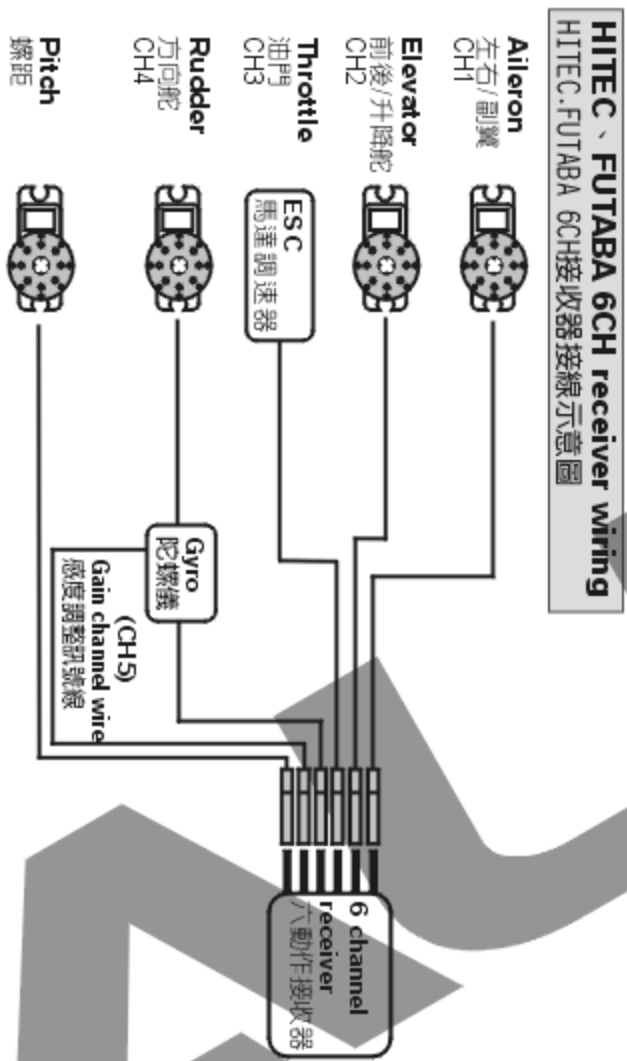 HITEC、FUTABA 6CH receiver wiring
HITEC.FUTABA 6CH接收器接線示意圖
Aileron
左右/副翼
CH1
Elevator
前後/升降舵
CH2
Throttle
油門
CH3
ESC
馬達調速器
Rudder
方向舵
CH4
Gyro
陀螺儀
(CH5)
Gain channel wire
感度調整訊號線
Pitch
螺距
6 channel
receiver
六動作接收器